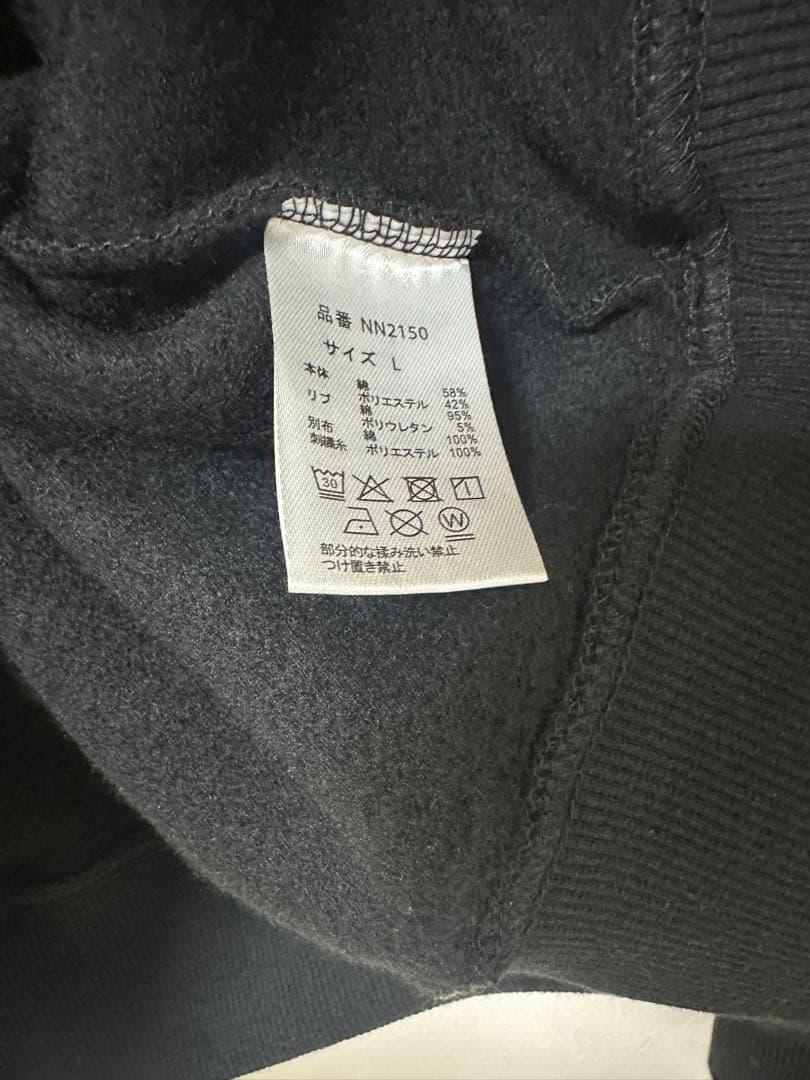 品番 NN2150
サイズ L
本体 綿 58%
ポリエステル 42%
リブ 綿 95%
ポリウレタン 5%
別布 綿 100%
刺繍糸 ポリエステル 100%
30
W
部分的な揉み洗い禁止
つけ置き禁止